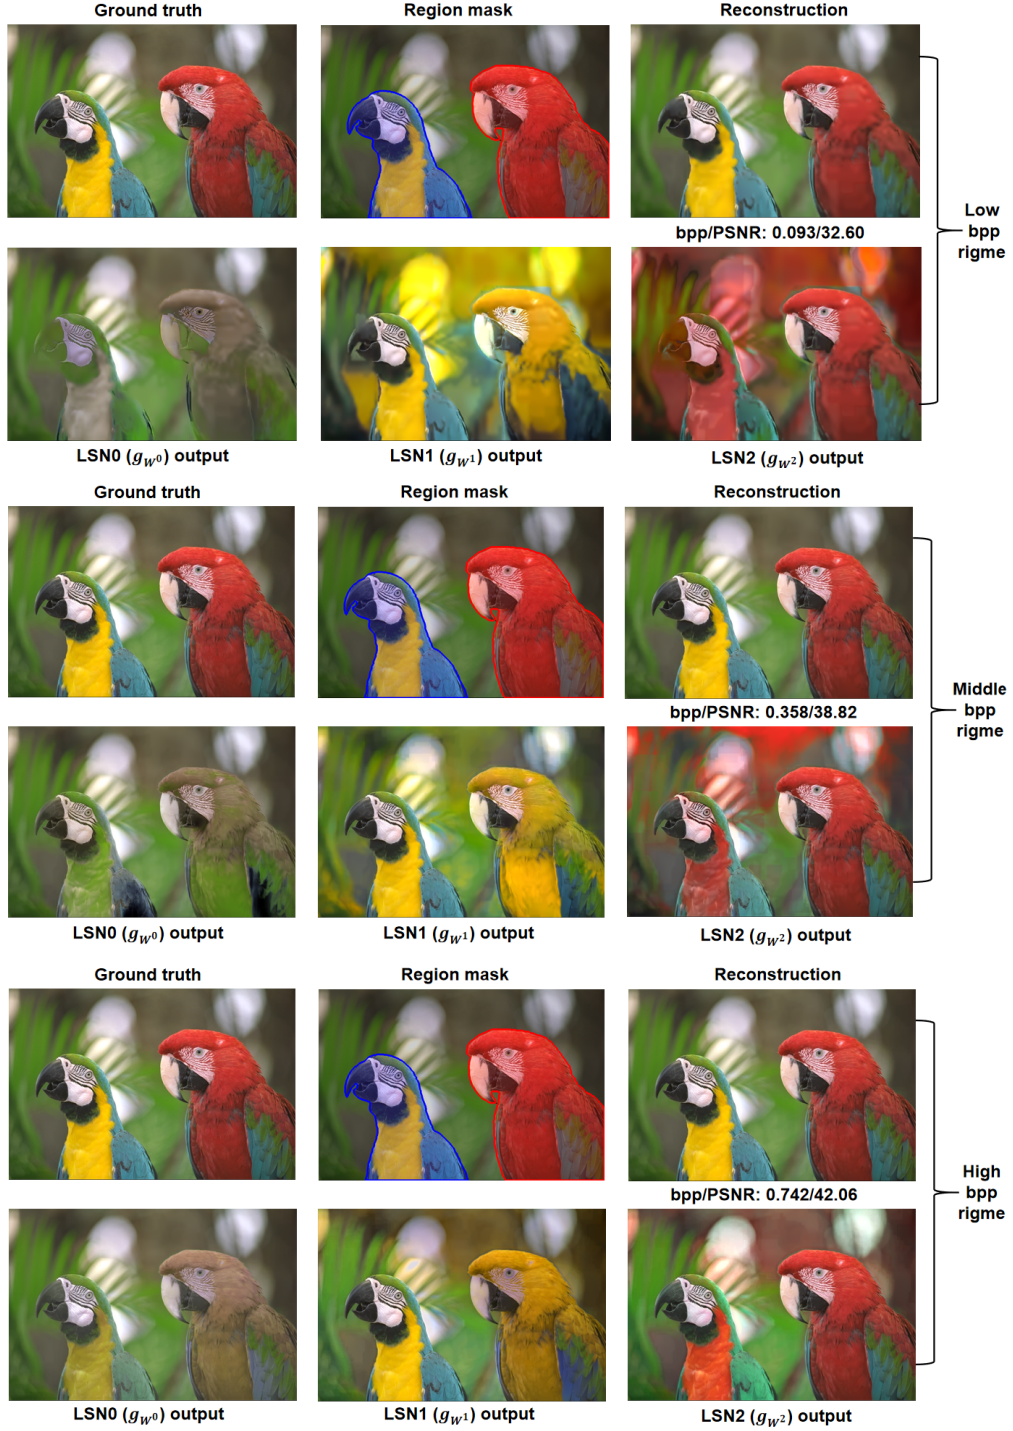 Ground truth Region mask Reconstruction
bpp/PSNR: 0.093/32.60
Low
bpp
rigme
LSN0 (g_{W^0}) output LSN1 (g_{W^1}) output LSN2 (g_{W^2}) output
Ground truth Region mask Reconstruction
bpp/PSNR: 0.358/38.82
Middle
bpp
rigme
LSN0 (g_{W^0}) output LSN1 (g_{W^1}) output LSN2 (g_{W^2}) output
Ground truth Region mask Reconstruction
bpp/PSNR: 0.742/42.06
High
bpp
rigme
LSN0 (g_{W^0}) output LSN1 (g_{W^1}) output LSN2 (g_{W^2}) output